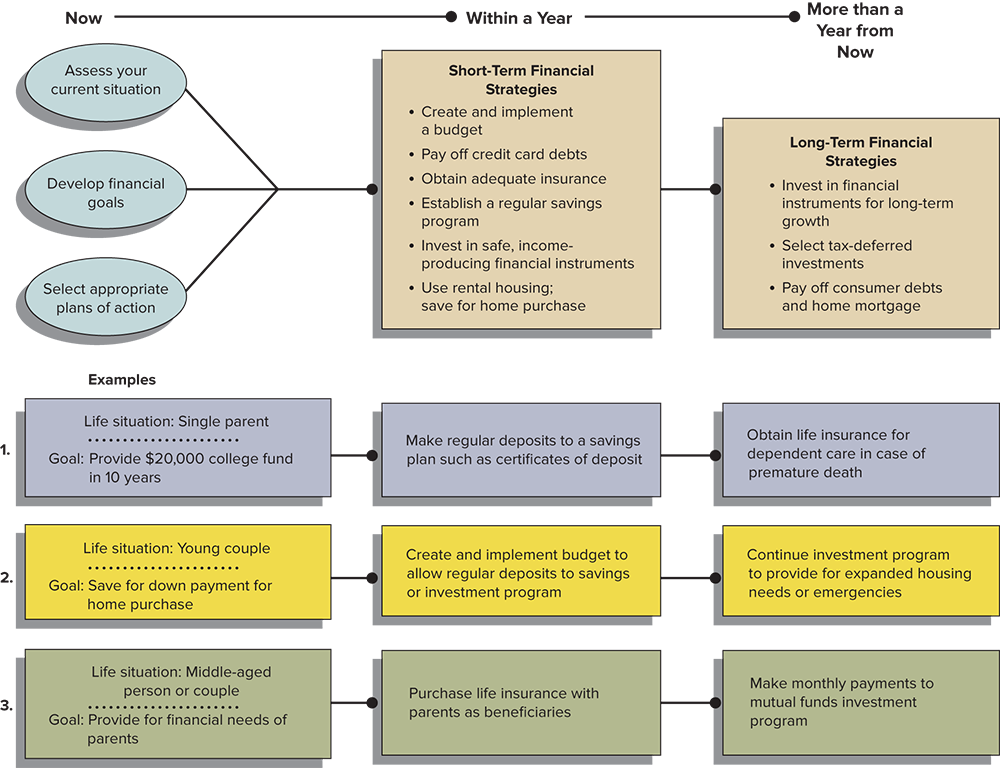 Now
Within a Year
More than a
Year from
Now
Assess your
current situation
Develop financial
goals
Select appropriate
plans of action
Short-Term Financial
Strategies
• Create and implement
a budget
• Pay off credit card debts
• Obtain adequate insurance
• Establish a regular savings
program
• Invest in safe, income-
producing financial instruments
• Use rental housing;
save for home purchase
Long-Term Financial
Strategies
• Invest in financial
instruments for long-term
growth
• Select tax-deferred
investments
• Pay off consumer debts
and home mortgage
Examples
1.
Life situation: Single parent
Goal: Provide $20,000 college fund
in 10 years
Make regular deposits to a savings
plan such as certificates of deposit
Obtain life insurance for
dependent care in case of
premature death
2.
Life situation: Young couple
Goal: Save for down payment for
home purchase
Create and implement budget to
allow regular deposits to savings
or investment program
Continue investment program
to provide for expanded housing
needs or emergencies
3.
Life situation: Middle-aged
person or couple
Goal: Provide for financial needs of
parents
Purchase life insurance with
parents as beneficiaries
Make monthly payments to
mutual funds investment
program